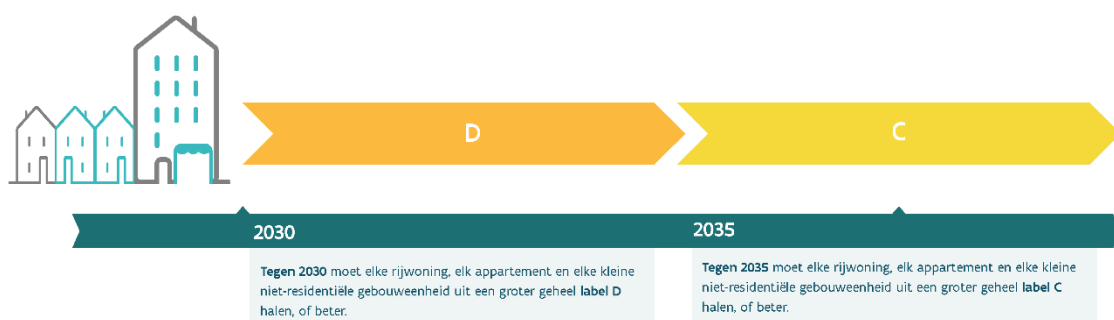 D
C
2030
2035
Tegen 2030 moet elke rijwoning, elk appartement en elke kleine
niet-residentiële gebouweenheid uit een groter geheel label D
halen, of beter.
Tegen 2035 moet elke rijwoning, elk appartement en elke kleine
niet-residentiële gebouweenheid uit een groter geheel label C
halen, of beter.